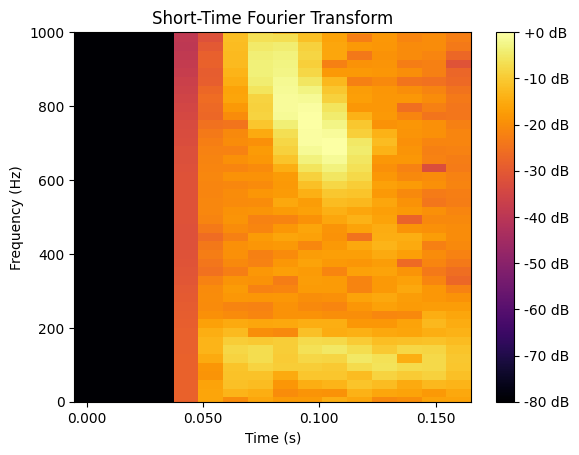 Short-Time Fourier Transform
Frequency (Hz)
1000
800
600
400
200
0
0.000
0.050
0.100
0.150
Time (s)
+0 dB
-10 dB
-20 dB
-30 dB
-40 dB
-50 dB
-60 dB
-70 dB
-80 dB